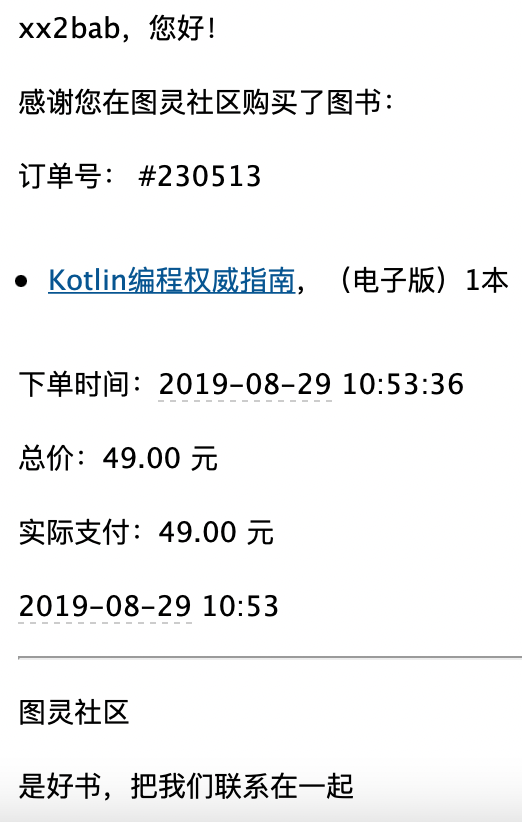 xx2bab，您好！
感谢您在图灵社区购买了图书：
订单号： #230513
• Kotlin编程权威指南，（电子版）1本
下单时间：2019-08-29 10:53:36
总价：49.00 元
实际支付：49.00 元
2019-08-29 10:53
图灵社区
是好书，把我们联系在一起